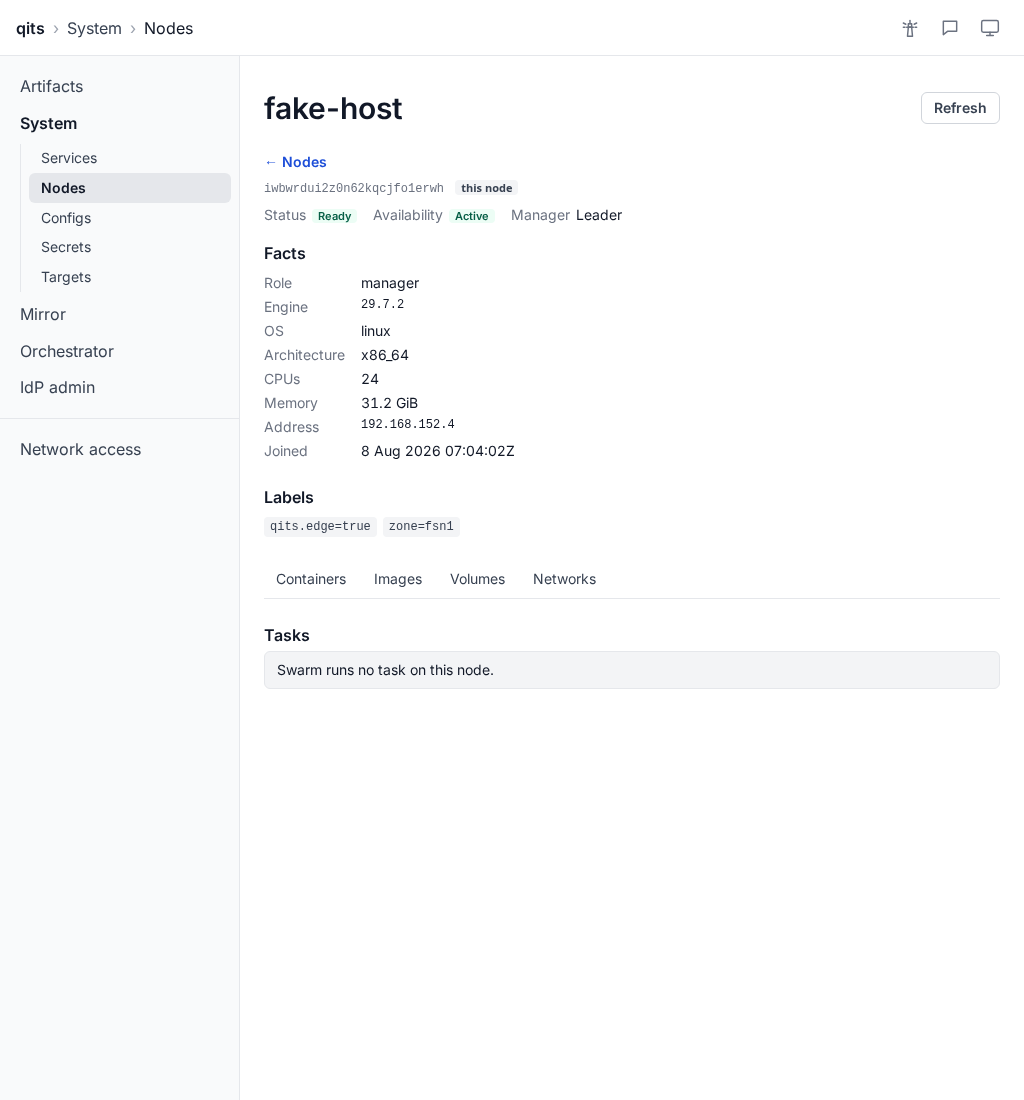 qits › System › Nodes
Artifacts
System
Services
Nodes
Configs
Secrets
Targets
Mirror
Orchestrator
IdP admin
Network access
fake-host
Refresh
← Nodes
iwbwrdui2z0n62kqcjfo1erwh this node
Status Ready Availability Active Manager Leader
Facts
Role manager
Engine 29.7.2
OS linux
Architecture x86_64
CPUs 24
Memory 31.2 GiB
Address 192.168.152.4
Joined 8 Aug 2026 07:04:02Z
Labels
qits.edge=true zone=fsn1
Containers Images Volumes Networks
Tasks
Swarm runs no task on this node.